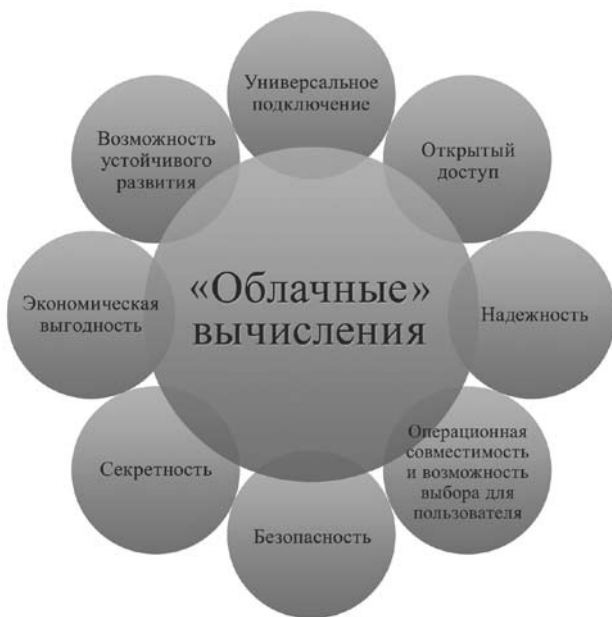 Универсальное
подключение
Открытый
доступ
Надежность
Операционная
совместимость
и возможность
выбора для
пользователя
Безопасность
Секретность
Экономическая
выгодность
Возможность
устойчивого
развития
«Облачные»
вычисления